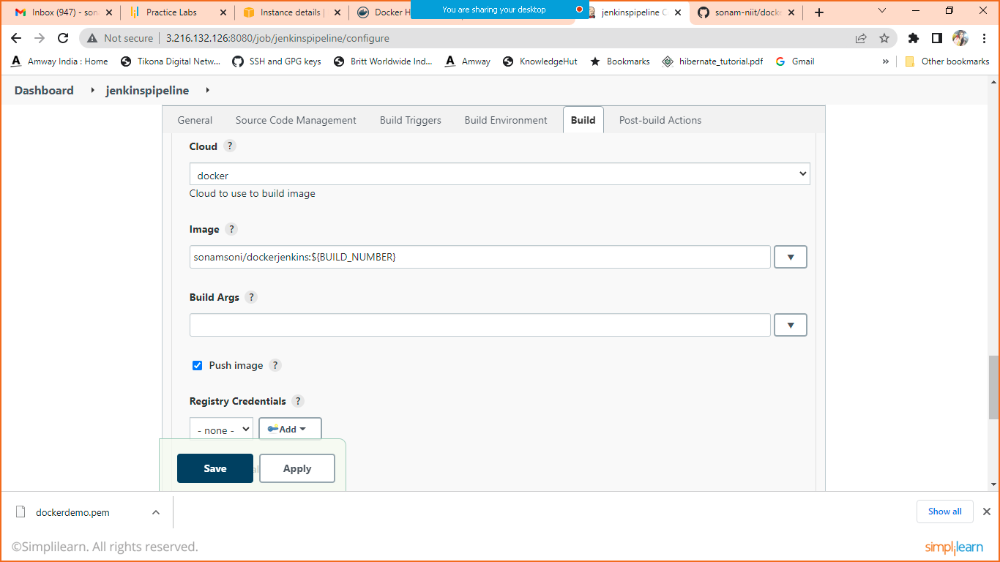 Inbox (947) - son
Practice Labs
Instance details |
Docker H
You are sharing your desktop
jenkinspipeline C
sonam-niit/docke
Not secure
3.216.132.126:8080/job/jenkinspipeline/configure
Amway India : Home
Tikona Digital Netw...
SSH and GPG keys
Britt Worldwide Ind...
Amway
KnowledgeHut
Bookmarks
hibernate_tutorial.pdf
Gmail
»
Other bookmarks
Dashboard
jenkinspipeline
General
Source Code Management
Build Triggers
Build Environment
Build
Post-build Actions
Cloud ?
docker
Cloud to use to build image
Image ?
sonamsoni/dockerjenkins:${BUILD_NUMBER}
Build Args ?
Push image ?
Registry Credentials ?
- none -
Add
Save
Apply
dockerdemo.pem
Show all
©Simplilearn. All rights reserved.
simplilearn